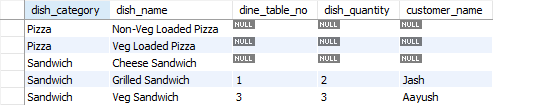 dish_category dish_name dine_table_no dish_quantity customer_name
Pizza Non-Veg Loaded Pizza NULL NULL NULL
Pizza Veg Loaded Pizza NULL NULL NULL
Sandwich Cheese Sandwich NULL NULL NULL
Sandwich Grilled Sandwich 1 2 Jash
Sandwich Veg Sandwich 3 3 Aayush